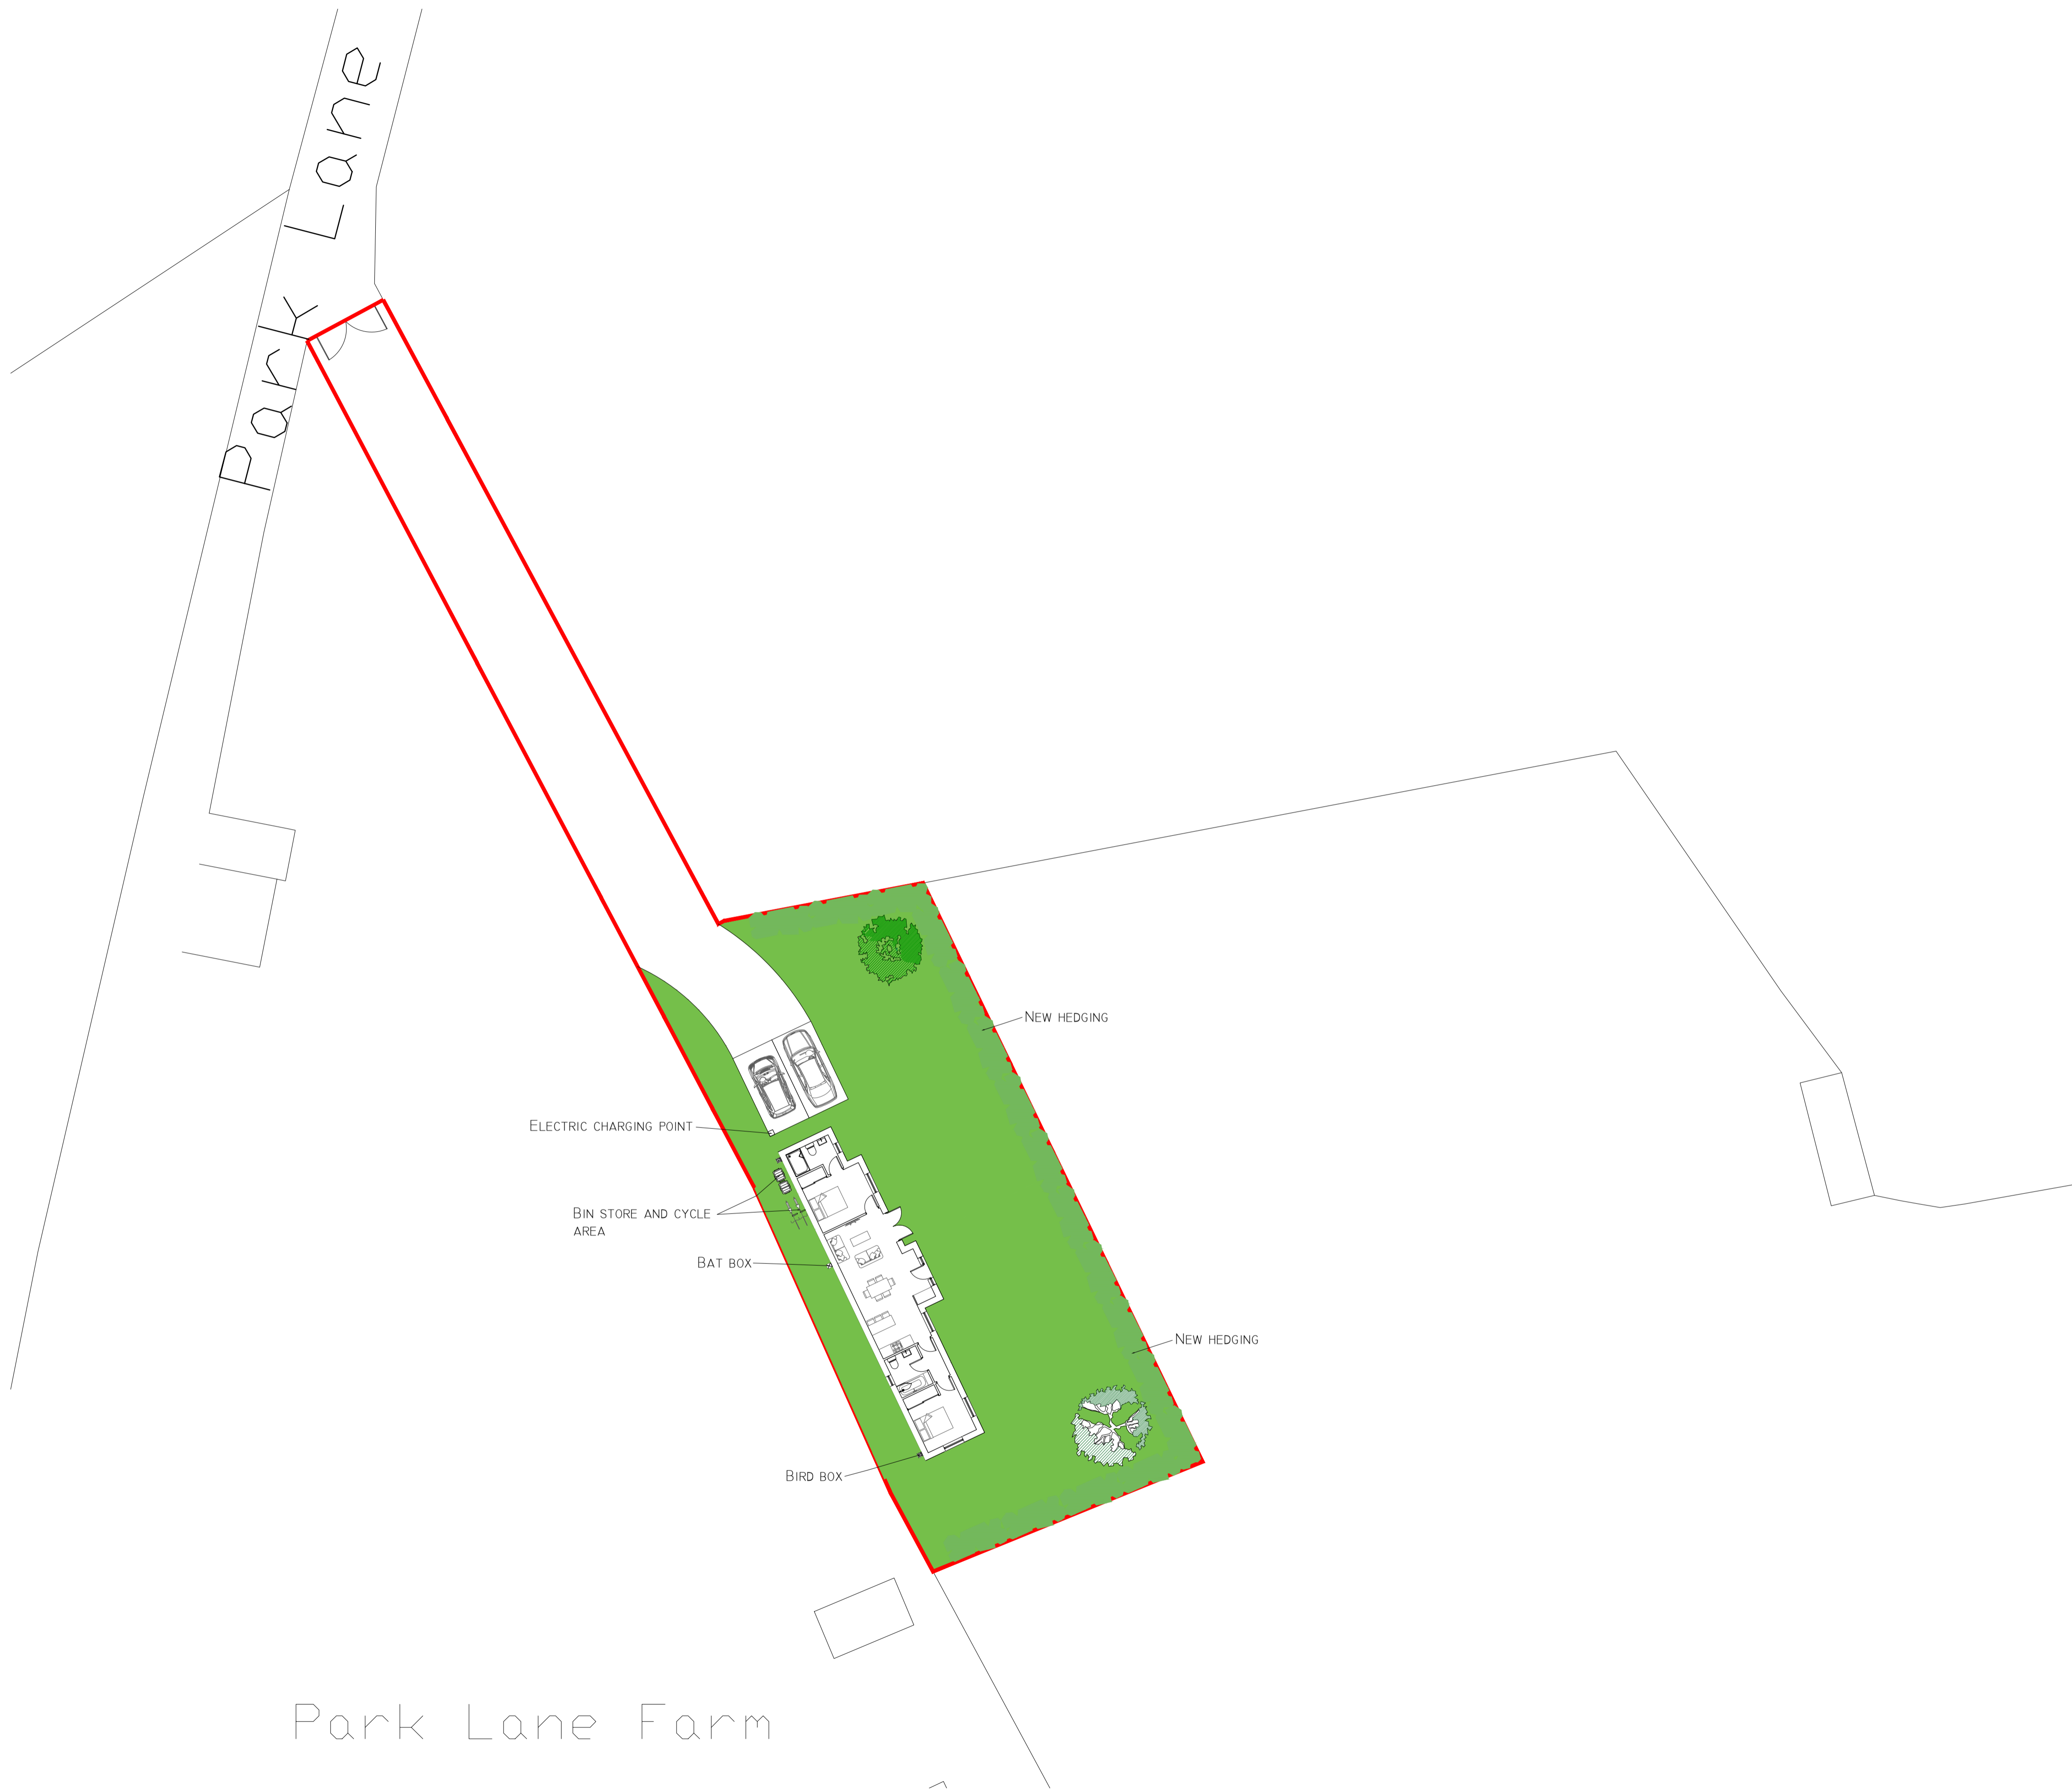 Park Lane
New hedging
Electric charging point
Bin store and cycle
area
Bat box
New hedging
Bird box
Park Lane Farm